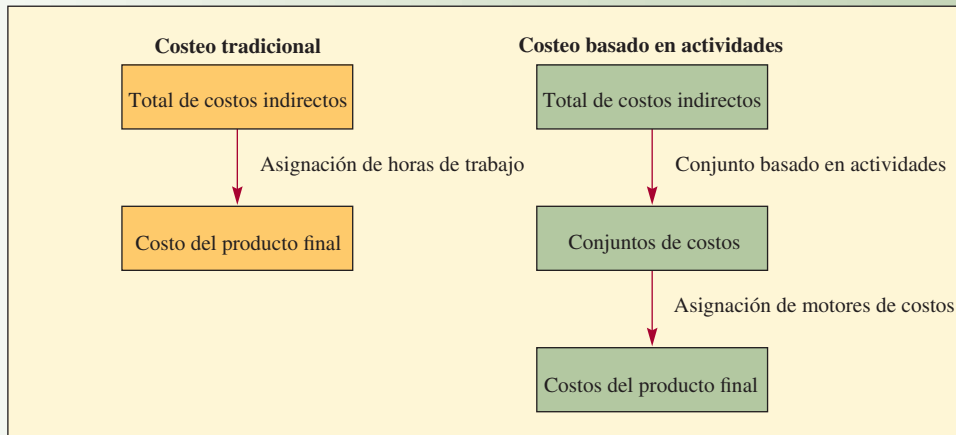 Costeo tradicional
Total de costos indirectos
Asignación de horas de trabajo
Costo del producto final
Costeo basado en actividades
Total de costos indirectos
Conjunto basado en actividades
Conjuntos de costos
Asignación de motores de costos
Costos del producto final